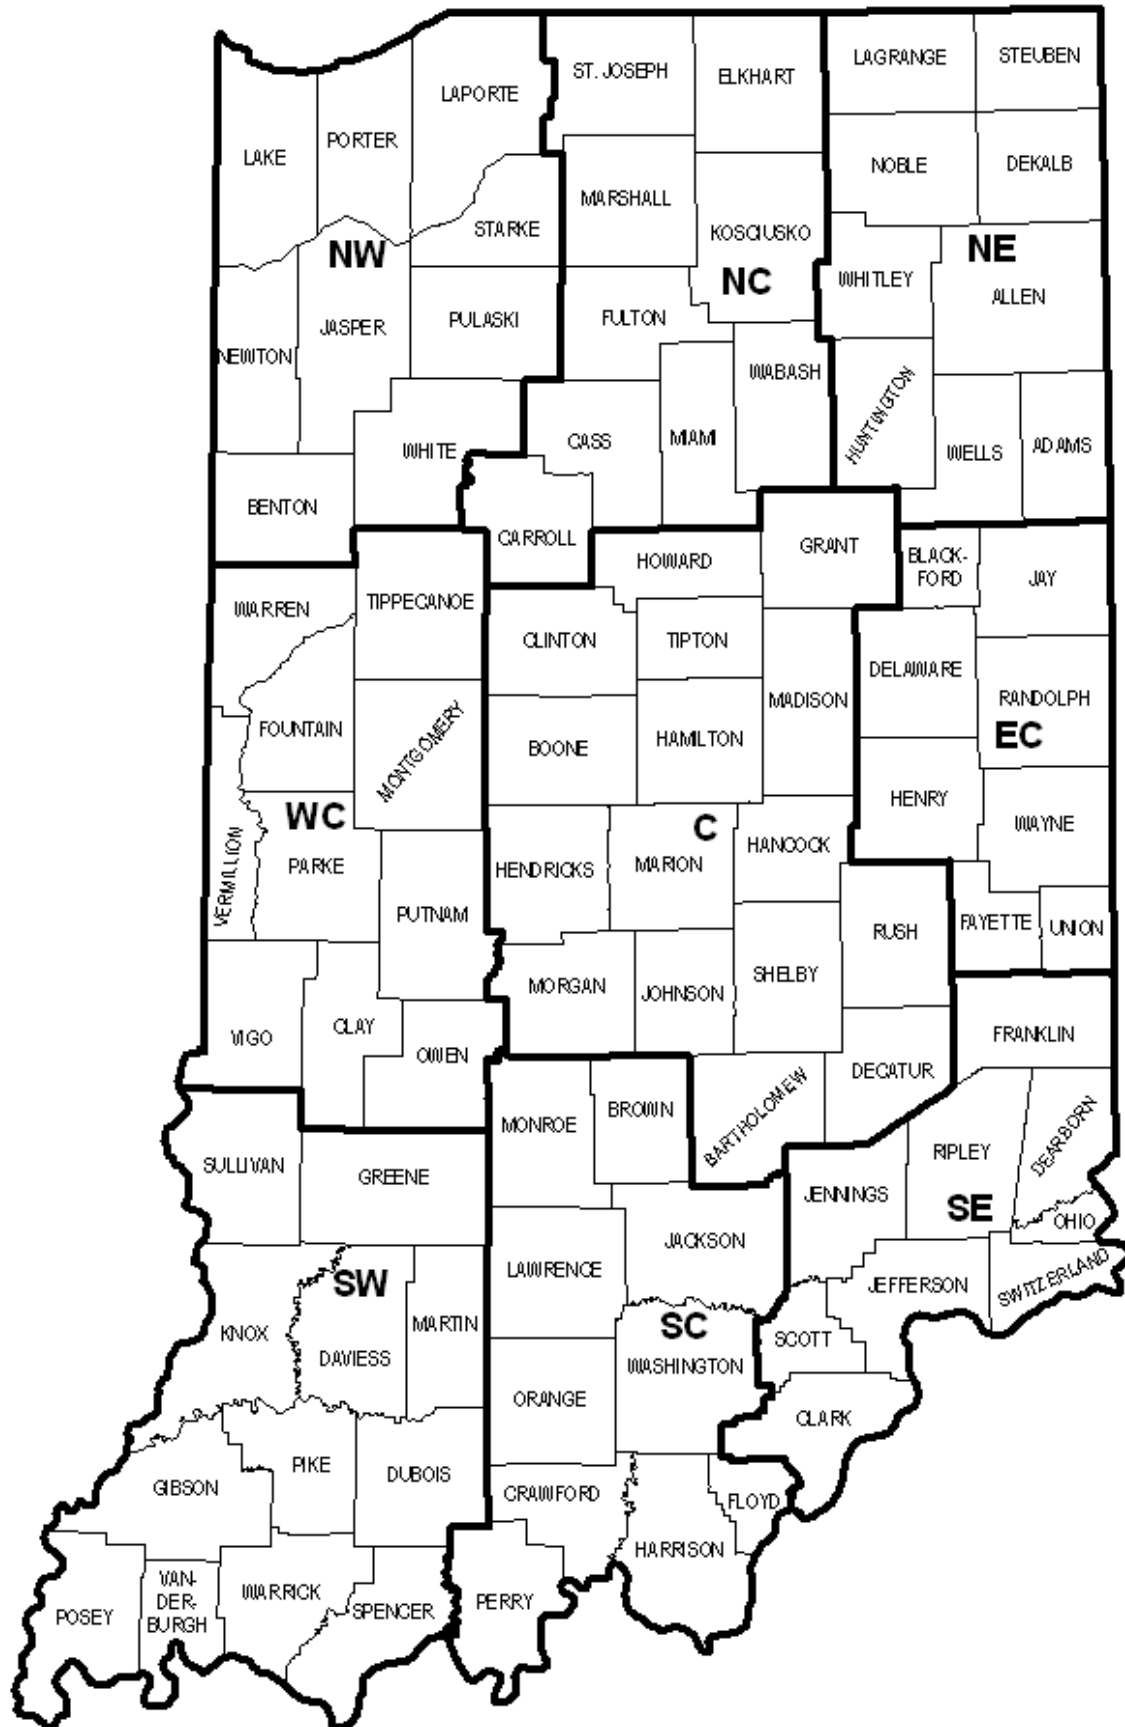 ST. JOSEPH
ELKHART
LAGRANGE
STEUBEN
LAPORTE
PORTER
LAKE
NOBLE
DEKALB
MARSHALL
STARKE
KOSCIUSKO
NW
NC
NE
WHITLEY
ALLEN
JASPER
PULASKI
FULTON
NEWTON
WABASH
HUNTINGTON
WHITE
CASS
MIAMI
WELLS
ADAMS
BENTON
CARROLL
HOWARD
GRANT
BLACK-
FORD
JAY
WARREN
TIPPECANOE
CLINTON
TIPTON
DELAWARE
MADISON
RANDOLPH
FOUNTAIN
MONTGOMERY
BOONE
HAMILTON
EC
HENRY
WC
C
WAYNE
VERMILLION
PARKE
HENDRICKS
MARION
HANCOCK
PUTNAM
RUSH
FAYETTE
UNION
MORGAN
JOHNSON
SHELBY
VIGO
CLAY
OWEN
FRANKLIN
DECATUR
MONROE
BROWN
BARTHOLOMEW
DEARBORN
SULLIVAN
GREENE
RIPLEY
JENNINGS
SE
OHIO
JACKSON
LAWRENCE
JEFFERSON
SWITZERLAND
SW
KNOX
MARTIN
SC
DAVIESS
SCOTT
WASHINGTON
ORANGE
CLARK
PIKE
DUBOIS
GIBSON
CRAWFORD
FLOYD
HARRISON
VAN-
DER-
BURGH
WARRICK
PERRY
SPENCER
POSEY